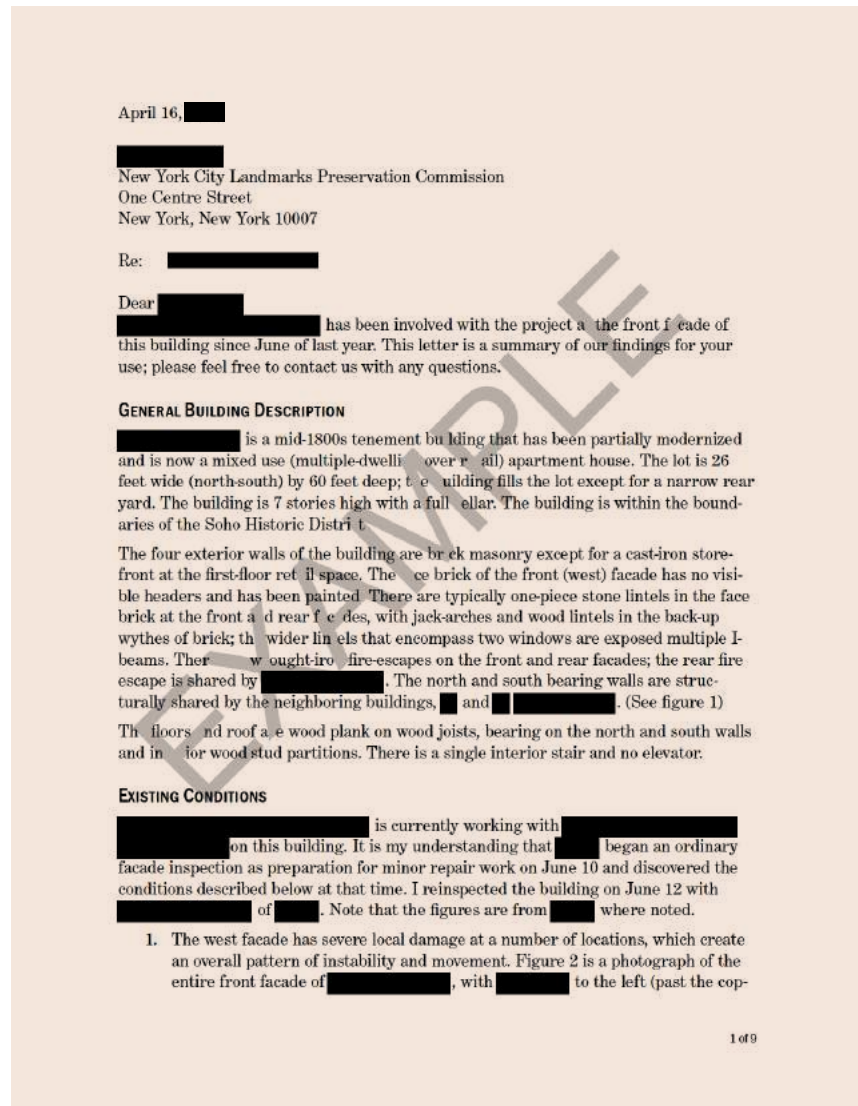 April 16,
New York City Landmarks Preservation Commission
One Centre Street
New York, New York 10007
Re:
Dear
has been involved with the project a the front f cade of
this building since June of last year. This letter is a summary of our findings for your
use; please feel free to contact us with any questions.
GENERAL BUILDING DESCRIPTION
is a mid-1800s tenement bu lding that has been partially modernized
and is now a mixed use (multiple-dwelli over r ail) apartment house. The lot is 26
feet wide (north-south) by 60 feet deep; t e uilding fills the lot except for a narrow rear
yard. The building is 7 stories high with a full ellar. The building is within the bound-
aries of the Soho Historic Distri t
The four exterior walls of the building are br ck masonry except for a cast-iron store-
front at the first-floor ret il space. The ce brick of the front (west) facade has no visi-
ble headers and has been painted There are typically one-piece stone lintels in the face
brick at the front a d rear f c des, with jack-arches and wood lintels in the back-up
wythes of brick; th wider lin els that encompass two windows are exposed multiple I-
beams. Ther w ought-iro fire-escapes on the front and rear facades; the rear fire
escape is shared by . The north and south bearing walls are struc-
turally shared by the neighboring buildings, and . (See figure 1)
Th floors nd roof a e wood plank on wood joists, bearing on the north and south walls
and in ior wood stud partitions. There is a single interior stair and no elevator.
EXISTING CONDITIONS
is currently working with
on this building. It is my understanding that began an ordinary
facade inspection as preparation for minor repair work on June 10 and discovered the
conditions described below at that time. I reinspected the building on June 12 with
of . Note that the figures are from where noted.
1. The west facade has severe local damage at a number of locations, which create
an overall pattern of instability and movement. Figure 2 is a photograph of the
entire front facade of , with to the left (past the cop-
1 of 9
EXAMPLE